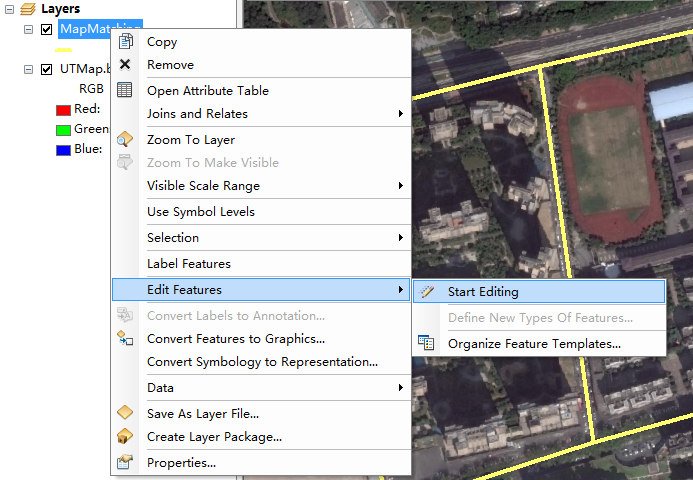 Layers
MapMatching
UTMap.b
RGB
Red:
Green
Blue:
Copy
Remove
Open Attribute Table
Joins and Relates
Zoom To Layer
Zoom To Make Visible
Visible Scale Range
Use Symbol Levels
Selection
Label Features
Edit Features
Convert Labels to Annotation...
Convert Features to Graphics...
Convert Symbology to Representation...
Data
Save As Layer File...
Create Layer Package...
Properties...
Start Editing
Define New Types Of Features...
Organize Feature Templates...